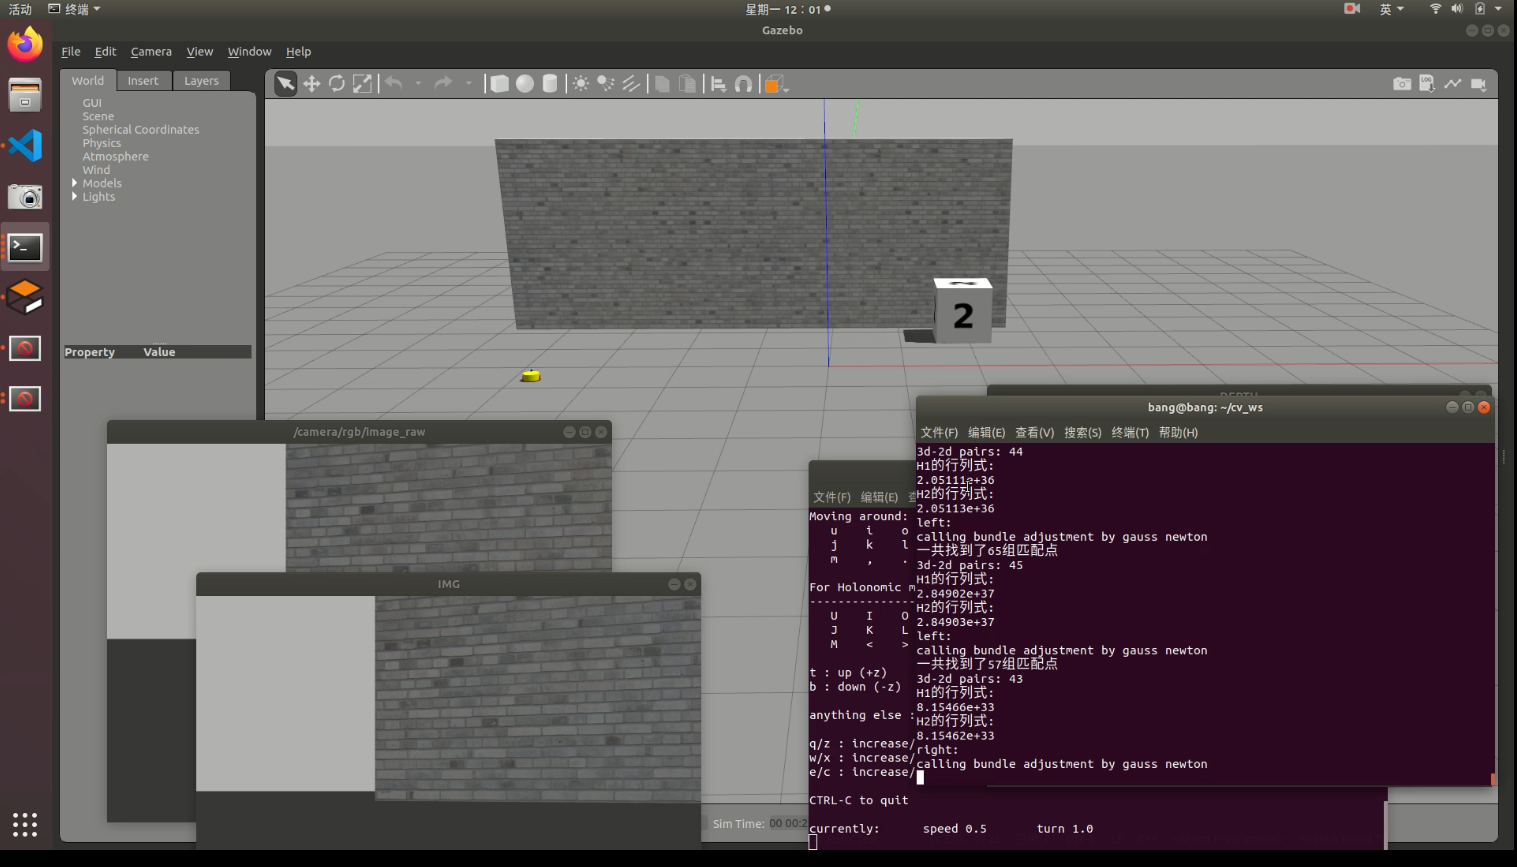 活动
终端
星期一 12：01
英
Gazebo
File Edit Camera View Window Help
World Insert Layers
GUI
Scene
Spherical Coordinates
Physics
Atmosphere
Wind
Models
Lights
Property Value
2
/camera/rgb/image_raw
IMG
Sim Time:
文件(F) 编辑(E)
Moving around:
u i o
j k l
m , .
For Holonomic m
---------------
U I O
J K L
M < >
t : up (+z)
b : down (-z)
anything else :
q/z : increase/
w/x : increase/
e/c : increase/
CTRL-C to quit
currently: speed 0.5 turn 1.0
bang@bang: ~/cv_ws
文件(F) 编辑(E) 查看(V) 搜索(S) 终端(T) 帮助(H)
3d-2d pairs: 44
H1的行列式:
2.05111e+36
H2的行列式:
2.05113e+36
left:
calling bundle adjustment by gauss newton
一共找到了65组匹配点
3d-2d pairs: 45
H1的行列式:
2.84902e+37
H2的行列式:
2.84903e+37
left:
calling bundle adjustment by gauss newton
一共找到了57组匹配点
3d-2d pairs: 43
H1的行列式:
8.15466e+33
H2的行列式:
8.15462e+33
right:
calling bundle adjustment by gauss newton